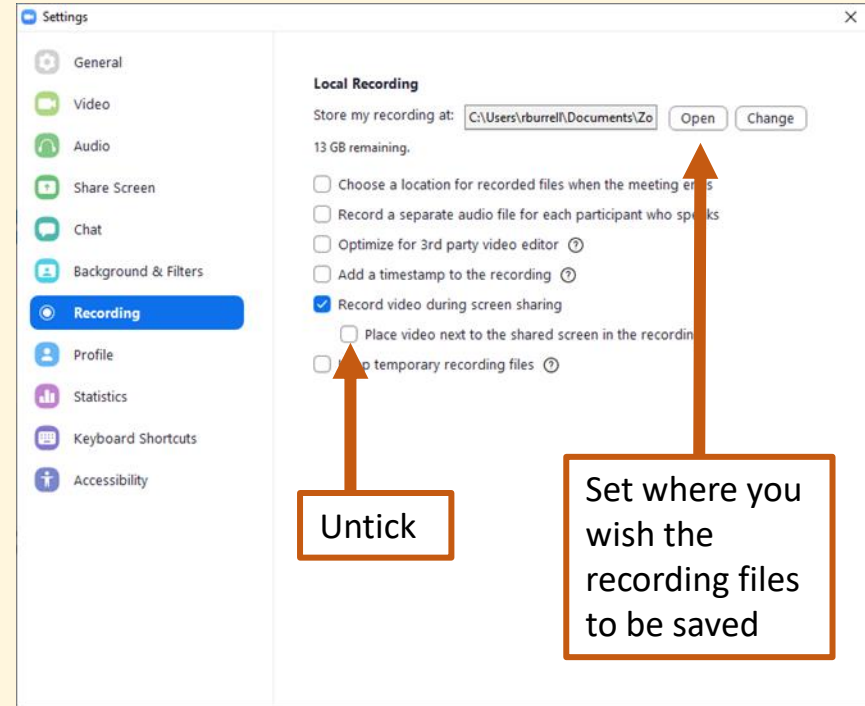 Settings
General
Video
Audio
Share Screen
Chat
Background & Filters
Recording
Profile
Statistics
Keyboard Shortcuts
Accessibility
Local Recording
Store my recording at: C:\Users\rburrell\Documents\Zo Open Change
13 GB remaining.
Choose a location for recorded files when the meeting
Record a separate audio file for each participant who
Optimize for 3rd party video editor
Add a timestamp to the recording
Record video during screen sharing
Place video next to the shared screen in the
temporary recording files
Untick
Set where you
wish the
recording files
to be saved